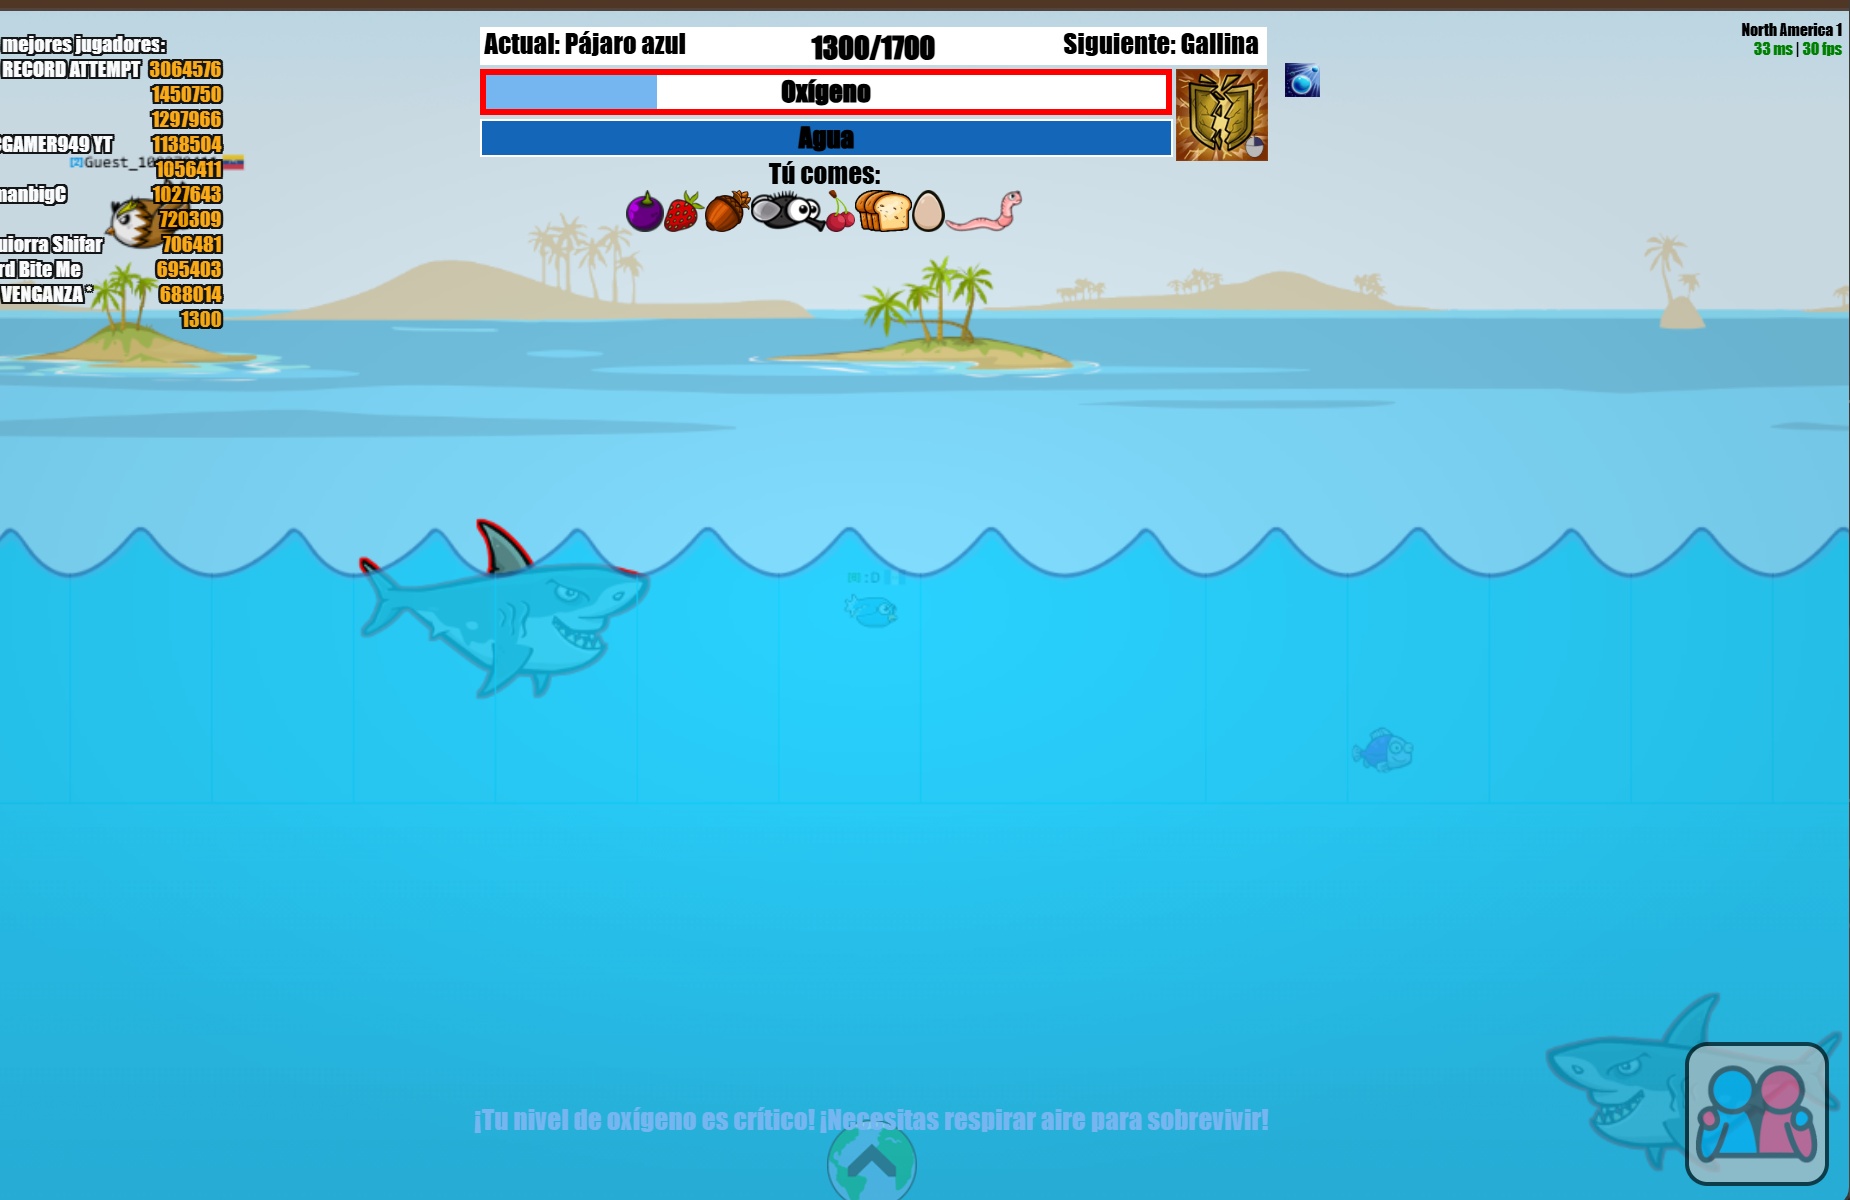 mejores jugadores:
RECORD ATTEMPT 3064576
1450750
1297966
GAMER949 YT 1138504
1056411
manbigC 1027643
720309
uiorra Shifar 706481
rd Bite Me 695403
VENGANZA * 688014
1300
Actual: Pájaro azul 1300/1700 Siguiente: Gallina
Oxígeno
Agua
Tú comes:
North America 1
33 ms | 30 fps
:D
¡Tu nivel de oxígeno es crítico! ¡Necesitas respirar aire para sobrevivir!